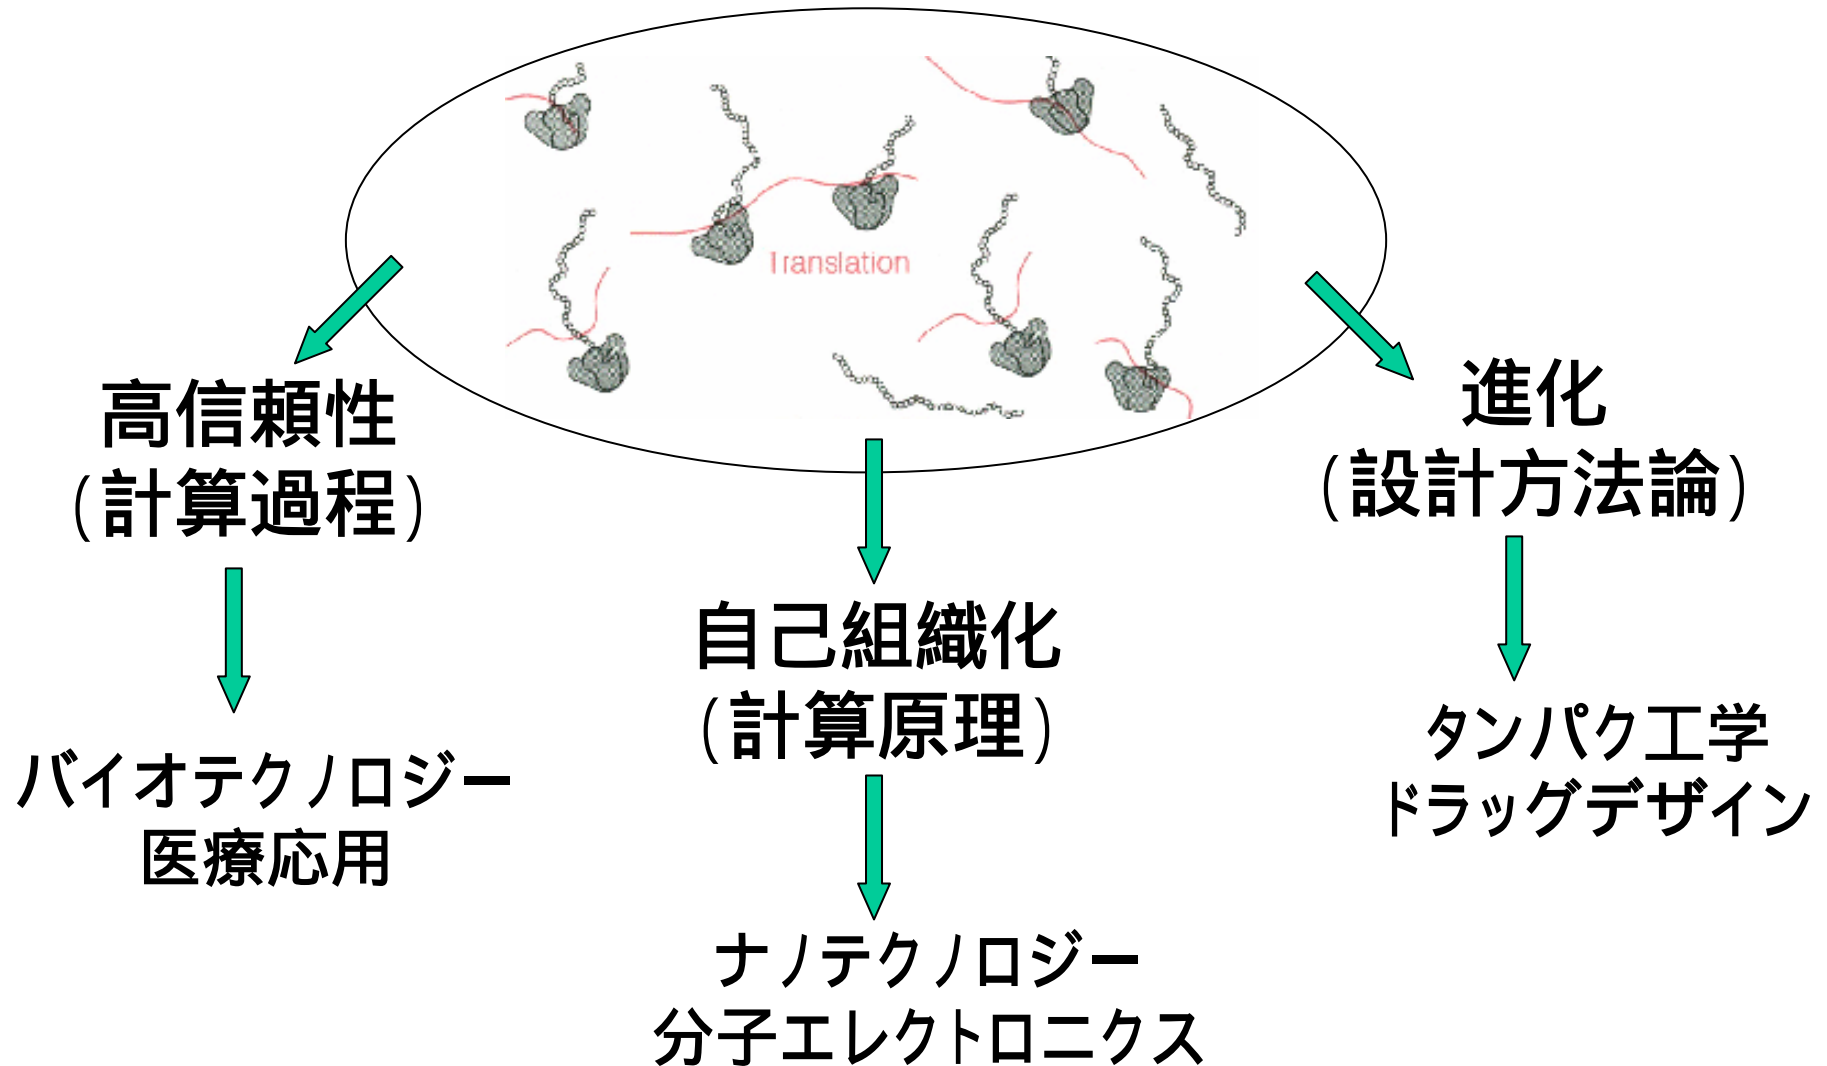 Translation
高信頼性
(計算過程)
バイオテクノロジー
医療応用
自己組織化
(計算原理)
ナノテクノロジー
分子エレクトロニクス
進化
(設計方法論)
タンパク工学
ドラッグデザイン